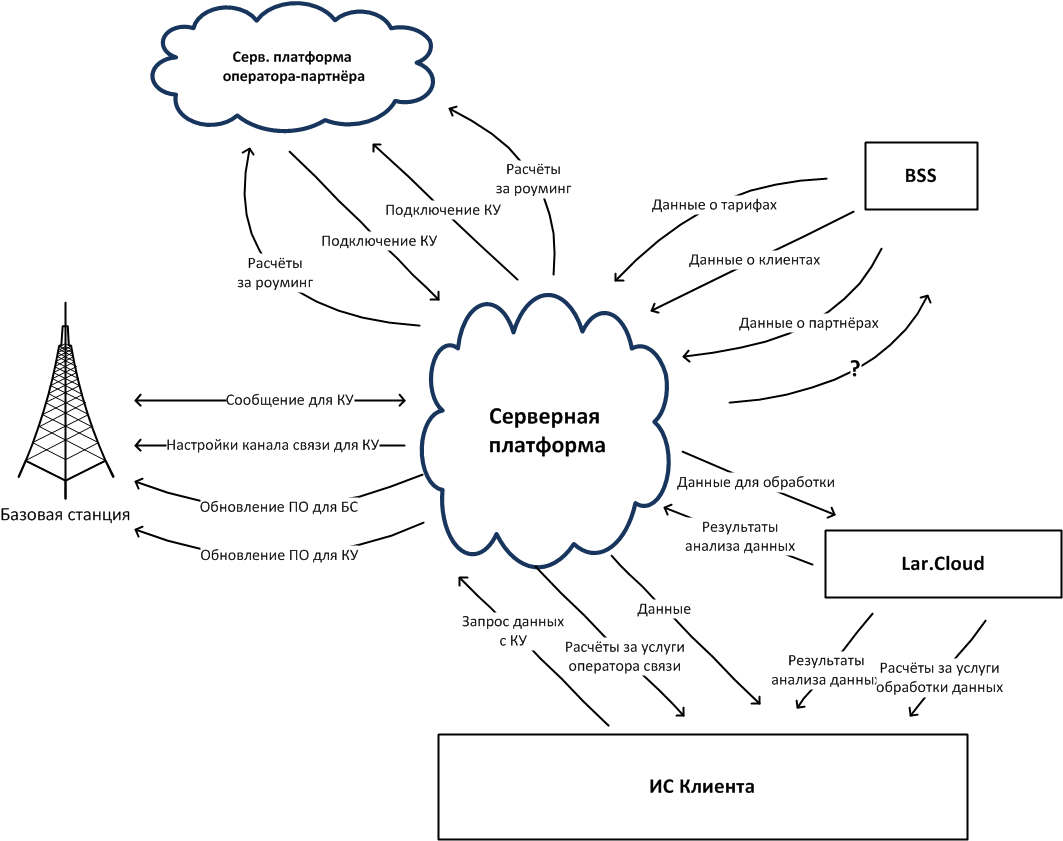 Серв. платформа
оператора-партнёра
BSS
Расчёты
за роуминг
Подключение КУ
Данные о тарифах
Подключение КУ
Данные о клиентах
Расчёты
за роуминг
Данные о партнёрах
?
Сообщение для КУ
Серверная
платформа
Настройки канала связи для КУ
Данные для обработки
Обновление ПО для БС
Базовая станция
Результаты
анализа данных
Обновление ПО для КУ
Lar.Cloud
Данные
Запрос данных
с КУ
Расчёты за услуги
оператора связи
Результаты
анализа данных
Расчёты за услуги
обработки данных
ИС Клиента